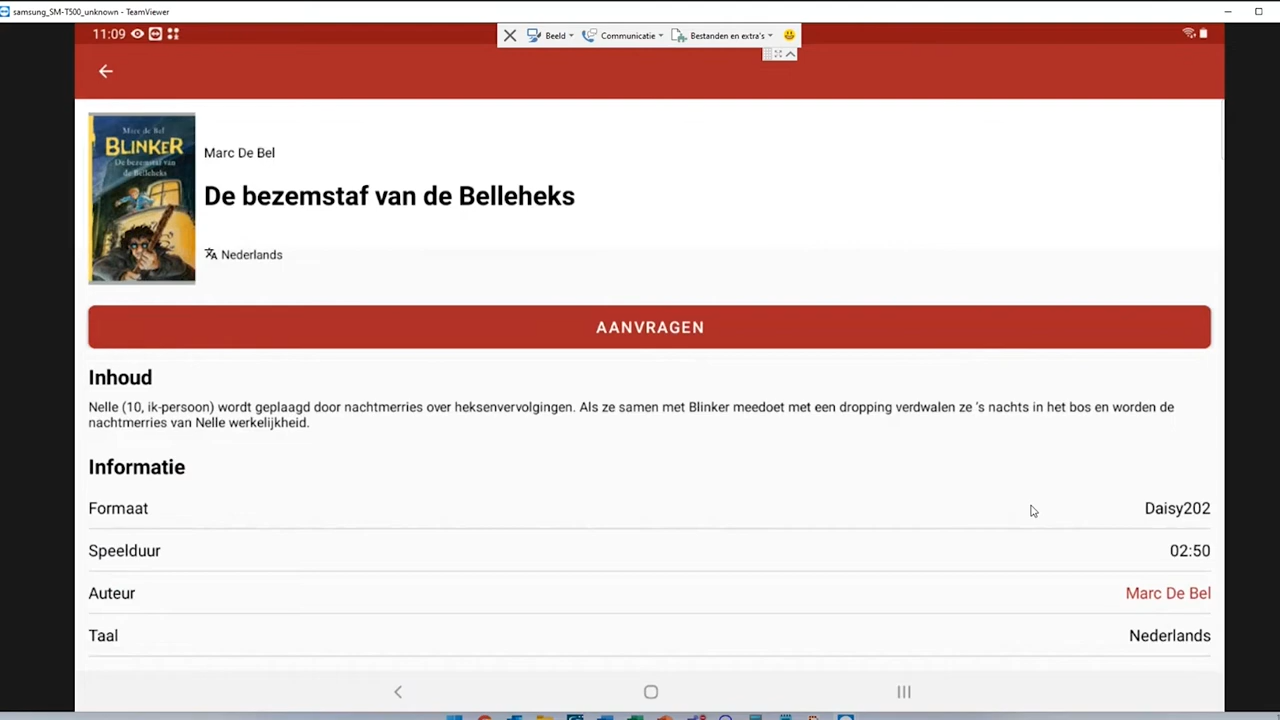 samsung_SM-T500_unknown - TeamViewer
11:09
Beeld
Communicatie
Bestanden en extra's
Marc de Bel
BLINKER
De bezemstaf van
de Belleheks
Marc De Bel
De bezemstaf van de Belleheks
Nederlands
AANVRAGEN
Inhoud
Nelle (10, ik-persoon) wordt geplaagd door nachtmerries over heksenvervolgingen. Als ze samen met Blinker meedoet met een dropping verdwalen ze 's nachts in het bos en worden de
nachtmerries van Nelle werkelijkheid.
Informatie
Formaat Daisy202
Speelduur 02:50
Auteur Marc De Bel
Taal Nederlands